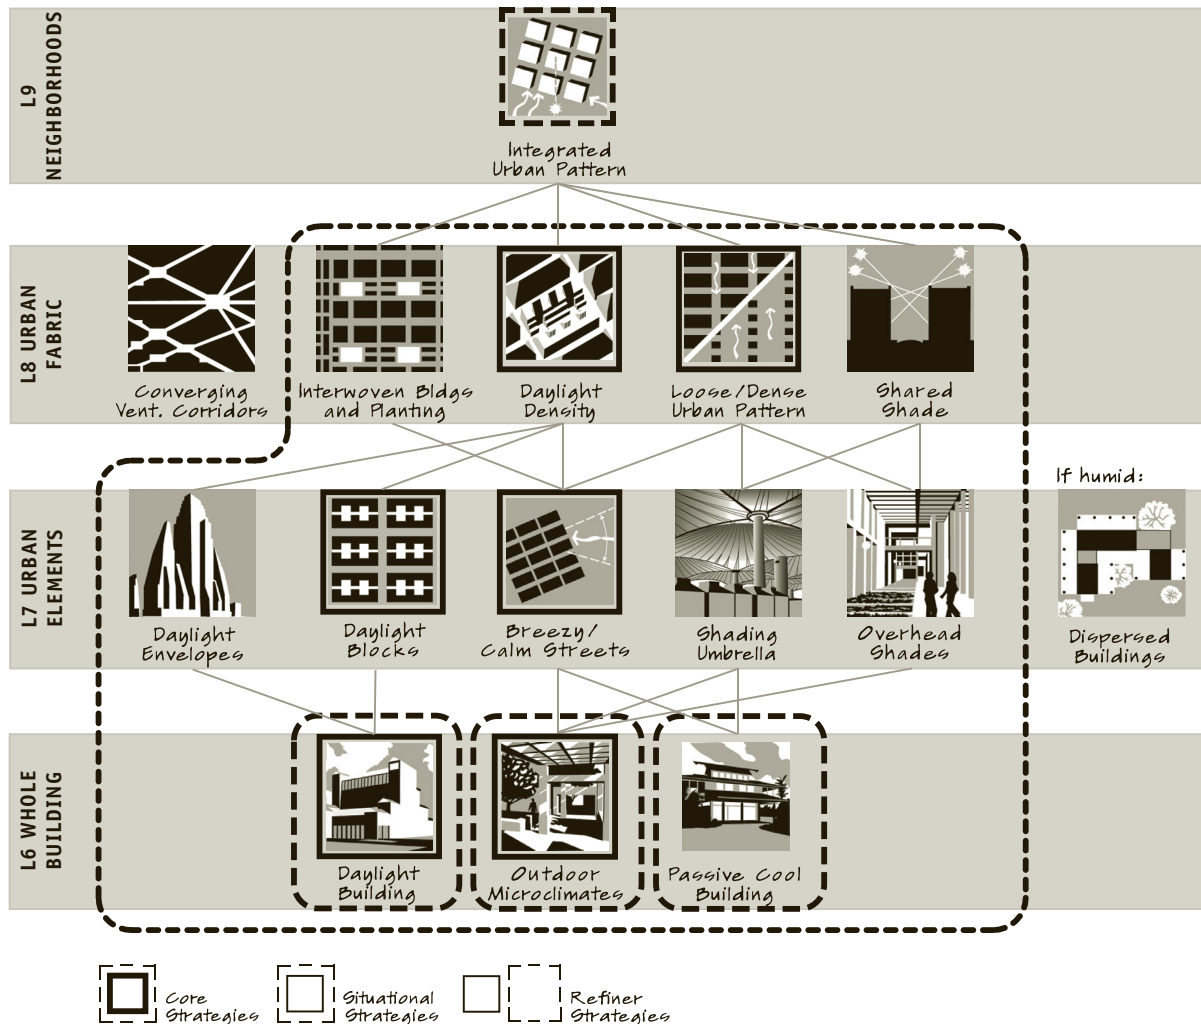 L9
NEIGHBORHOODS
Integrated
Urban Pattern
L8 URBAN
FABRIC
Converging
Vent. Corridors
Interwoven Bldgs
and Planting
Daylight
Density
Loose/Dense
Urban Pattern
Shared
Shade
L7 URBAN
ELEMENTS
Daylight
Envelopes
Daylight
Blocks
Breezy/
Calm Streets
Shading
Umbrella
Overhead
Shades
If humid:
Dispersed
Buildings
L6 WHOLE
BUILDING
Daylight
Building
Outdoor
Microclimates
Passive Cool
Building
Core
Strategies
Situational
Strategies
Refiner
Strategies